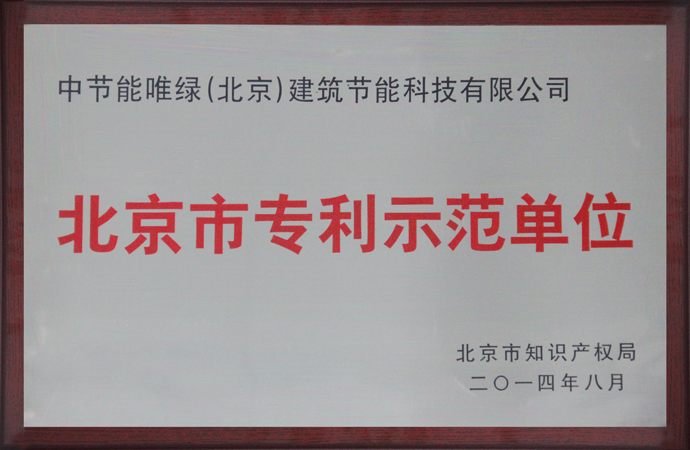 中节能唯绿(北京)建筑节能科技有限公司
北京市专利示范单位
北京市知识产权局
二〇一四年八月